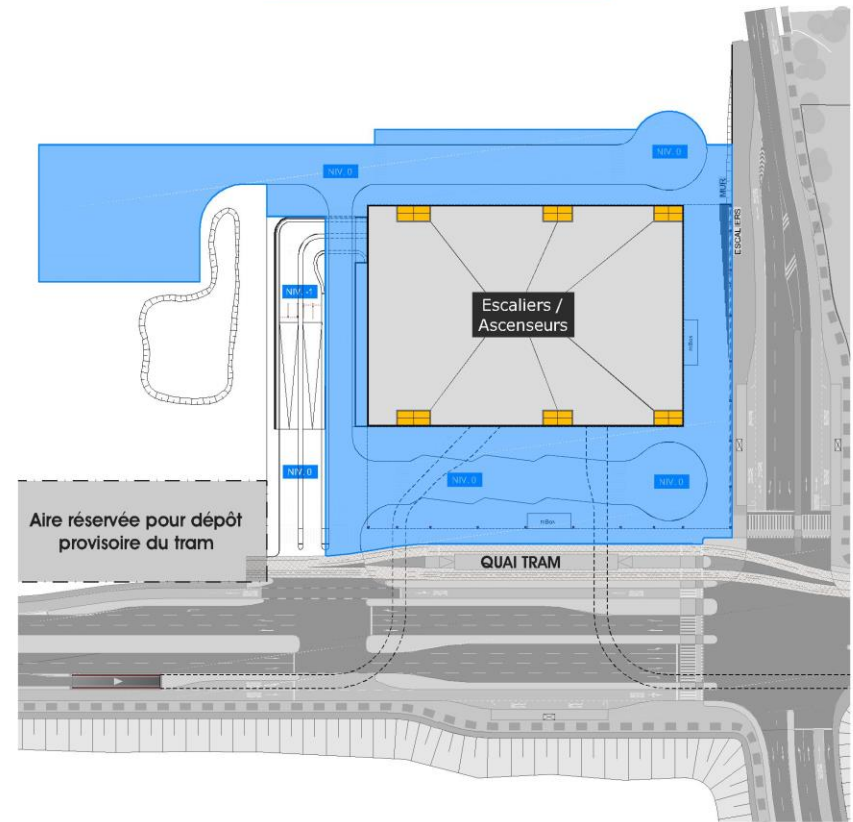 NIV. 0
NIV. 0
MUR
ESCALIERS
NIV. -1
Escaliers /
Ascenseurs
NIV. 0
NIV. 0
NIV. 0
Aire réservée pour dépôt
provisoire du tram
QUAI TRAM